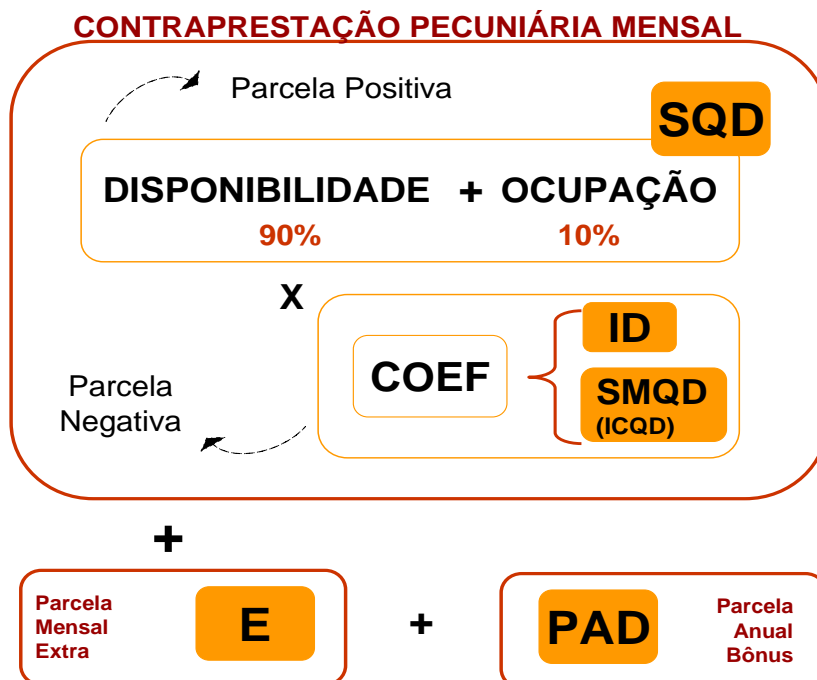 CONTRAPRESTAÇÃO PECUNIÁRIA MENSAL
Parcela Positiva
SQD
DISPONIBILIDADE + OCUPAÇÃO
90% 10%
X
COEF
ID
SMQD
(ICQD)
Parcela
Negativa
+
Parcela
Mensal
Extra
E
+
PAD
Parcela
Anual
Bônus